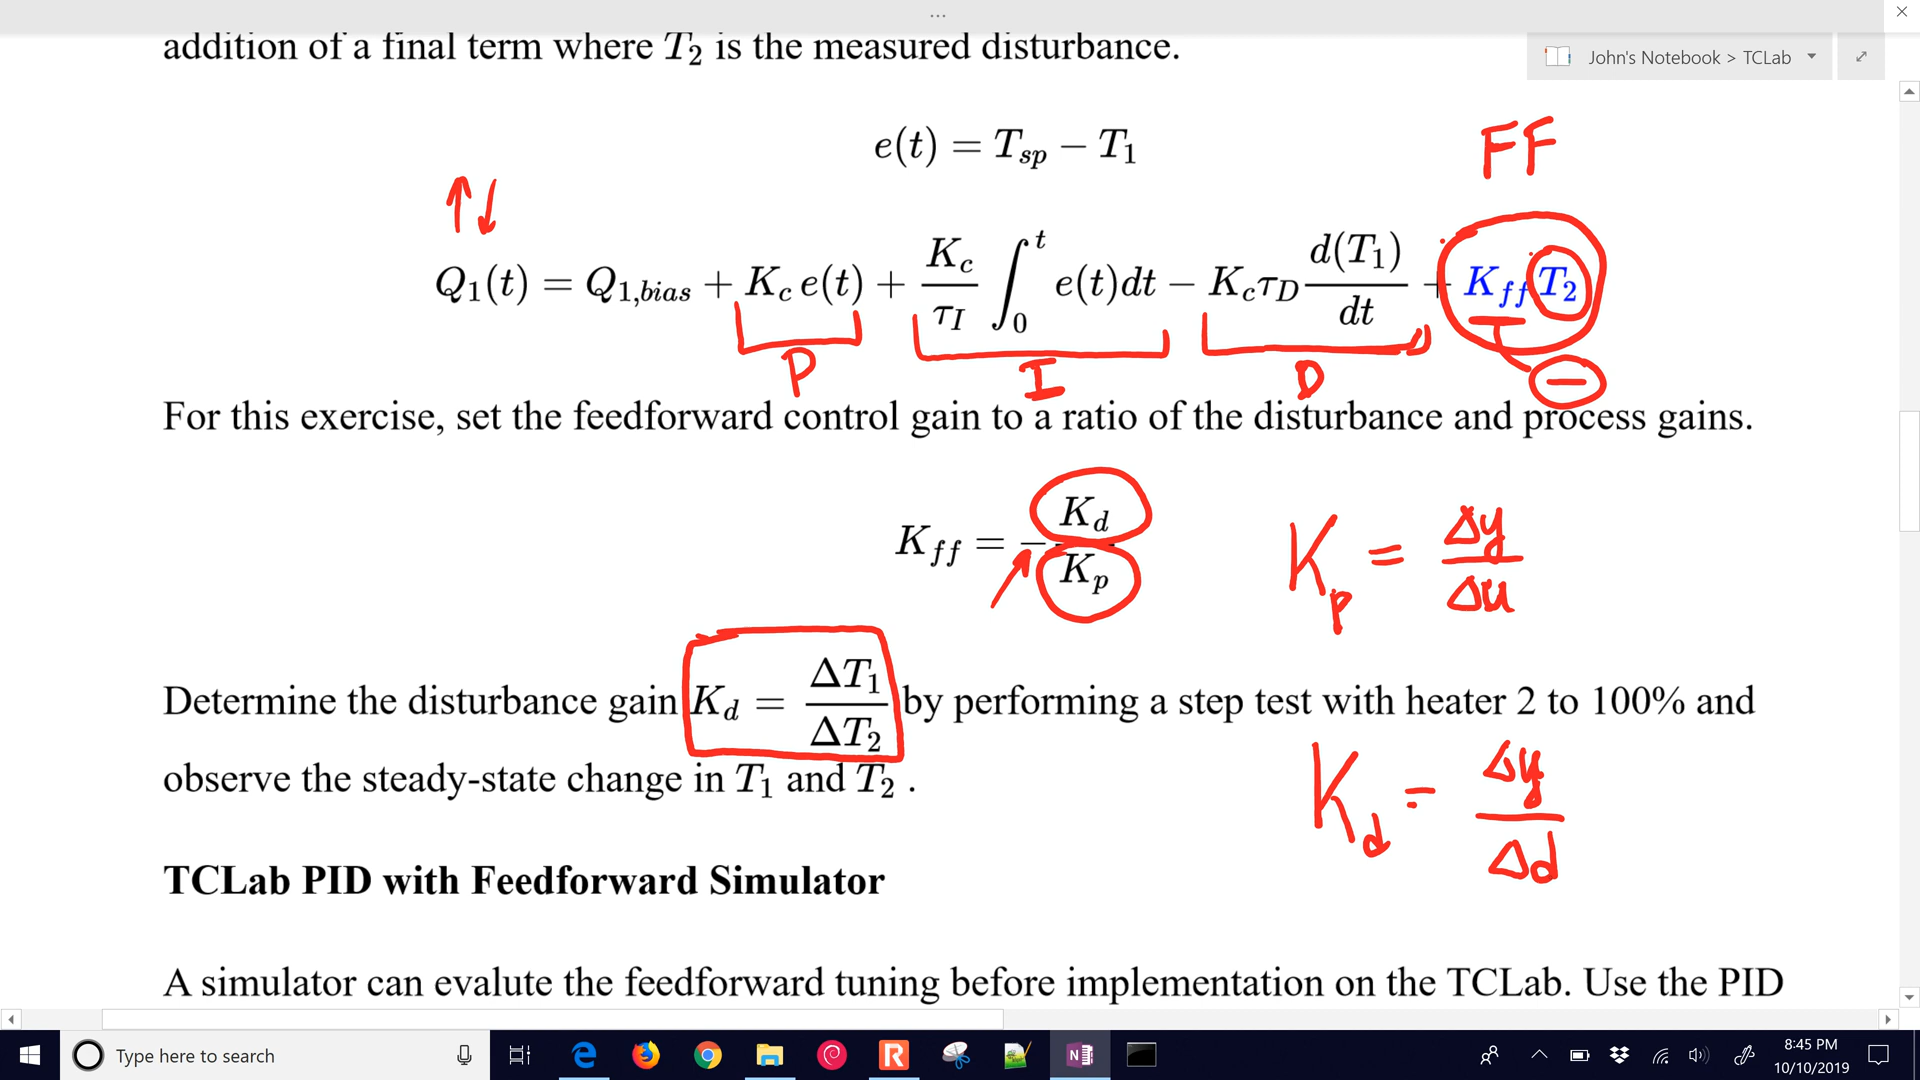 ...
addition of a final term where T₂ is the measured disturbance.
John's Notebook > TCLab
e(t) = T_sp − T₁
FF
↑↓
Q₁(t) = Q₁,bias + K_c e(t) + K_c/τ_I ∫₀ᵗ e(t)dt − K_c τ_D d(T₁)/dt + K_ff T₂
P I D −
For this exercise, set the feedforward control gain to a ratio of the disturbance and process gains.
K_ff = − K_d/K_p
K_p = Δy/Δu
Determine the disturbance gain K_d = ΔT₁/ΔT₂ by performing a step test with heater 2 to 100% and
observe the steady-state change in T₁ and T₂ .
K_d = Δy/Δd
TCLab PID with Feedforward Simulator
A simulator can evaluate the feedforward tuning before implementation on the TCLab. Use the PID
Type here to search
8:45 PM
10/10/2019